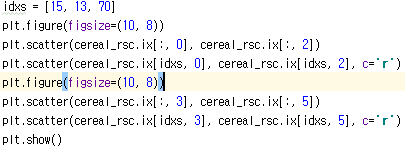 idxs = [15, 13, 70]
plt.figure(figsize=(10, 8))
plt.scatter(cereal_rsc.ix[:, 0], cereal_rsc.ix[:, 2])
plt.scatter(cereal_rsc.ix[idxs, 0], cereal_rsc.ix[idxs, 2], c='r')
plt.figure(figsize=(10, 8))
plt.scatter(cereal_rsc.ix[:, 3], cereal_rsc.ix[:, 5])
plt.scatter(cereal_rsc.ix[idxs, 3], cereal_rsc.ix[idxs, 5], c='r')
plt.show()